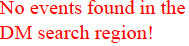 No events found in the
DM search region!